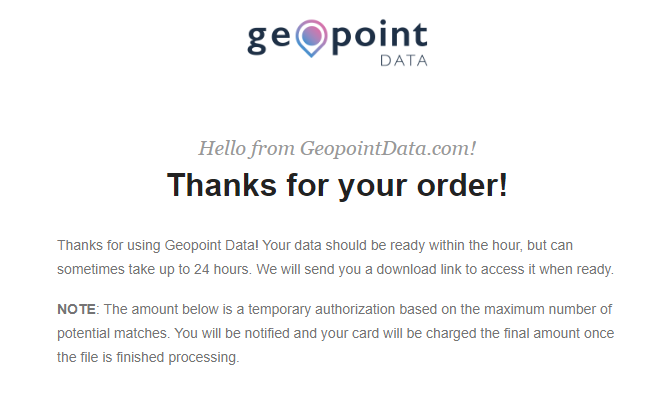 geopoint
DATA
Hello from GeopointData.com!
Thanks for your order!
Thanks for using Geopoint Data! Your data should be ready within the hour, but can
sometimes take up to 24 hours. We will send you a download link to access it when ready.
NOTE: The amount below is a temporary authorization based on the maximum number of
potential matches. You will be notified and your card will be charged the final amount once
the file is finished processing.